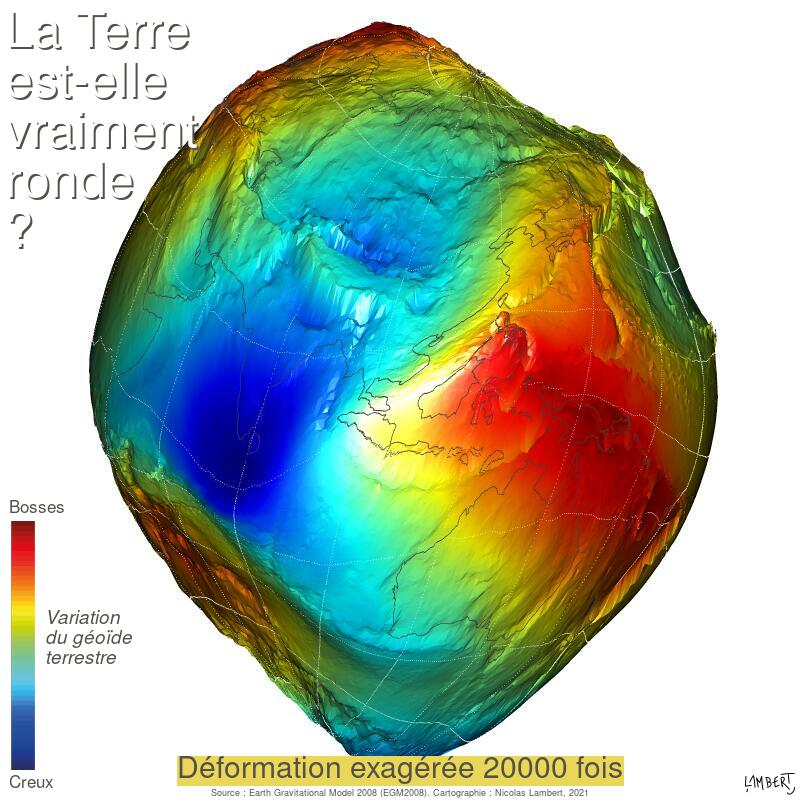 La Terre
est-elle
vraiment
ronde
?
Bosses
Variation
du géoïde
terrestre
Creux
Déformation exagérée 20000 fois
Source : Earth Gravitational Model 2008 (EGM2008). Cartographie : Nicolas Lambert, 2021
LAMBERT